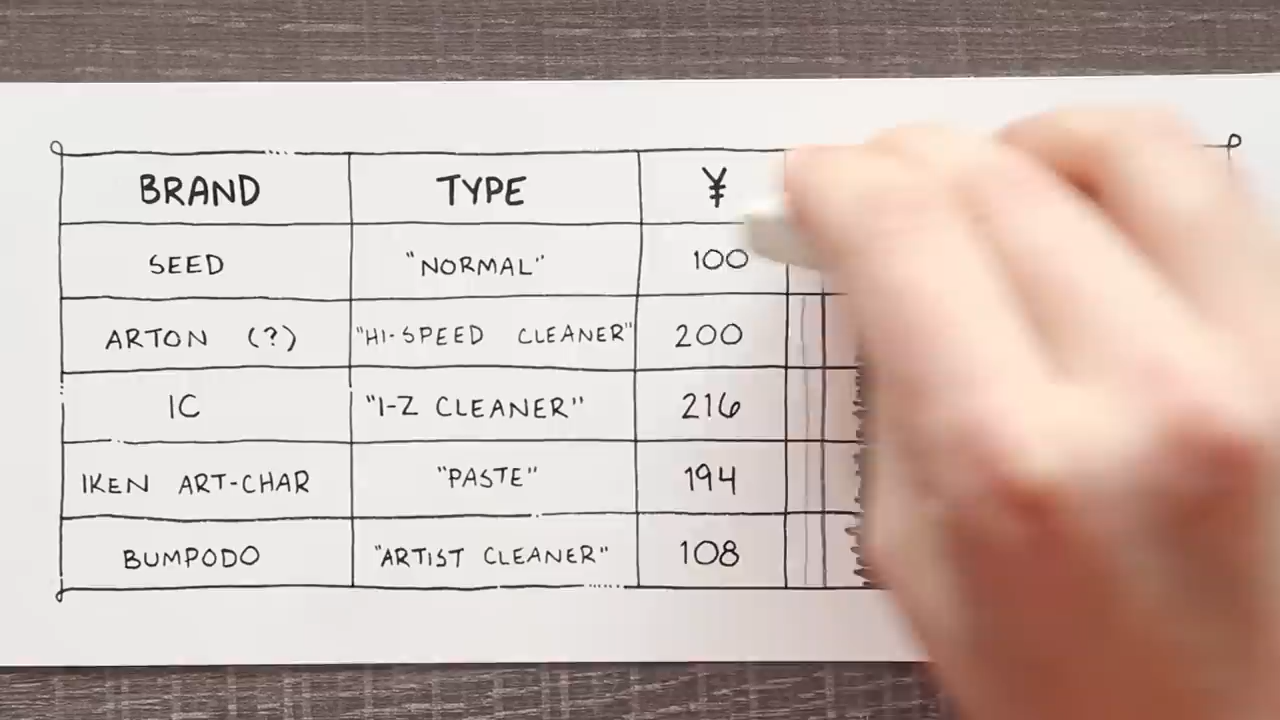 BRAND TYPE ¥
SEED "NORMAL" 100
ARTON (?) "HI-SPEED CLEANER" 200
IC "I-Z CLEANER" 216
IKEN ART-CHAR "PASTE" 194
BUMPODO "ARTIST CLEANER" 108